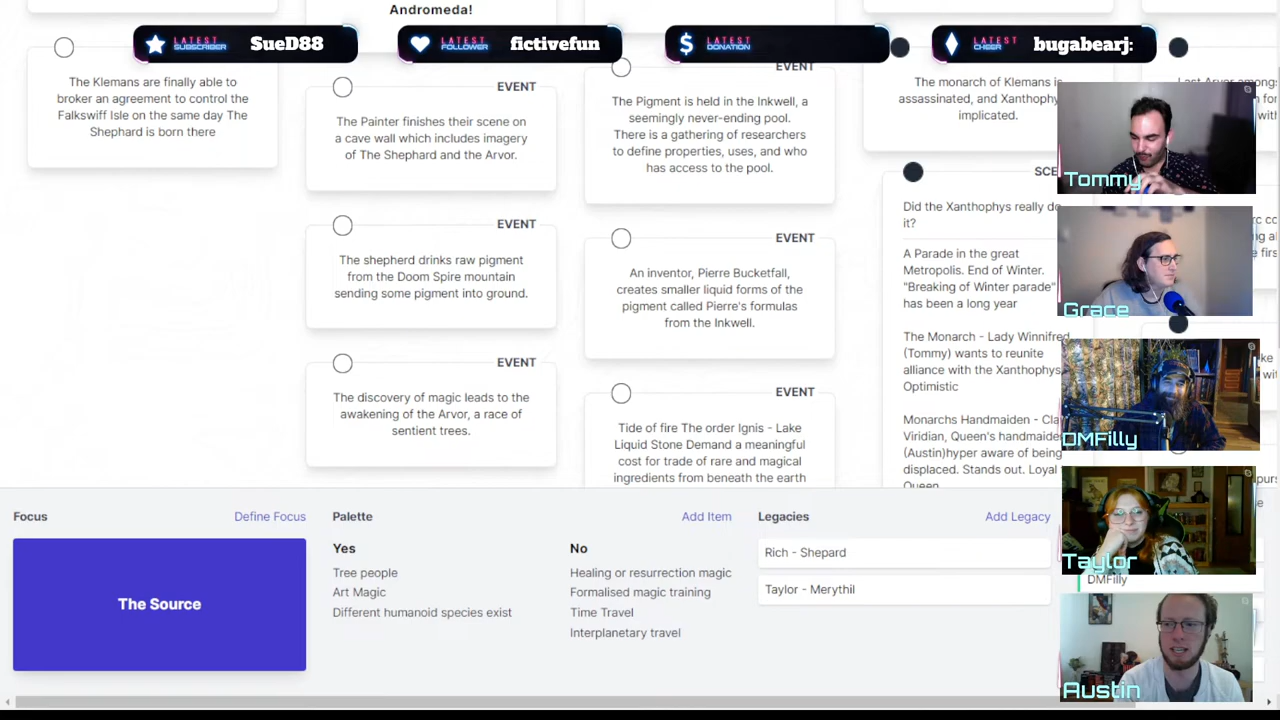 Andromeda!
LATEST
SUBSCRIBER
SueD88
LATEST
FOLLOWER
fictivefun
LATEST
DONATION
LATEST
CHEER
bugabearj:
The Klemans are finally able to
broker an agreement to control the
Falkswiff Isle on the same day The
Shepard is born there
EVENT
The Painter finishes their scene on
a cave wall which includes imagery
of The Shephard and the Arvor.
EVENT
The shepherd drinks raw pigment
from the Doom Spire mountain
sending some pigment into ground.
EVENT
The discovery of magic leads to the
awakening of the Arvor, a race of
sentient trees.
EVENT
The Pigment is held in the Inkwell, a
seemingly never-ending pool.
There is a gathering of researchers
to define properties, uses, and who
has access to the pool.
EVENT
An inventor, Pierre Bucketfall,
creates smaller liquid forms of the
pigment called Pierre's formulas
from the Inkwell.
EVENT
Tide of fire The order Ignis - Lake
Liquid Stone Demand a meaningful
cost for trade of rare and magical
ingredients from beneath the earth
The monarch of Klemans is
assassinated, and Xanthophy
implicated.
SCE
Did the Xanthophys really do
it?
A Parade in the great
Metropolis. End of Winter.
"Breaking of Winter parade"
has been a long year
The Monarch - Lady Winnifred
(Tommy) wants to reunite
alliance with the Xanthophys
Optimistic
Monarchs Handmaiden - Cla
Viridian, Queen's handmaide
(Austin)hyper aware of being
displaced. Stands out. Loyal
Queen
Last Arvor among
Tommy
Grace
DMFilly
Taylor
DMFilly
Austin
Focus
Define Focus
The Source
Palette
Add Item
Yes
Tree people
Art Magic
Different humanoid species exist
No
Healing or resurrection magic
Formalised magic training
Time Travel
Interplanetary travel
Legacies
Add Legacy
Rich - Shepard
Taylor - Merythil